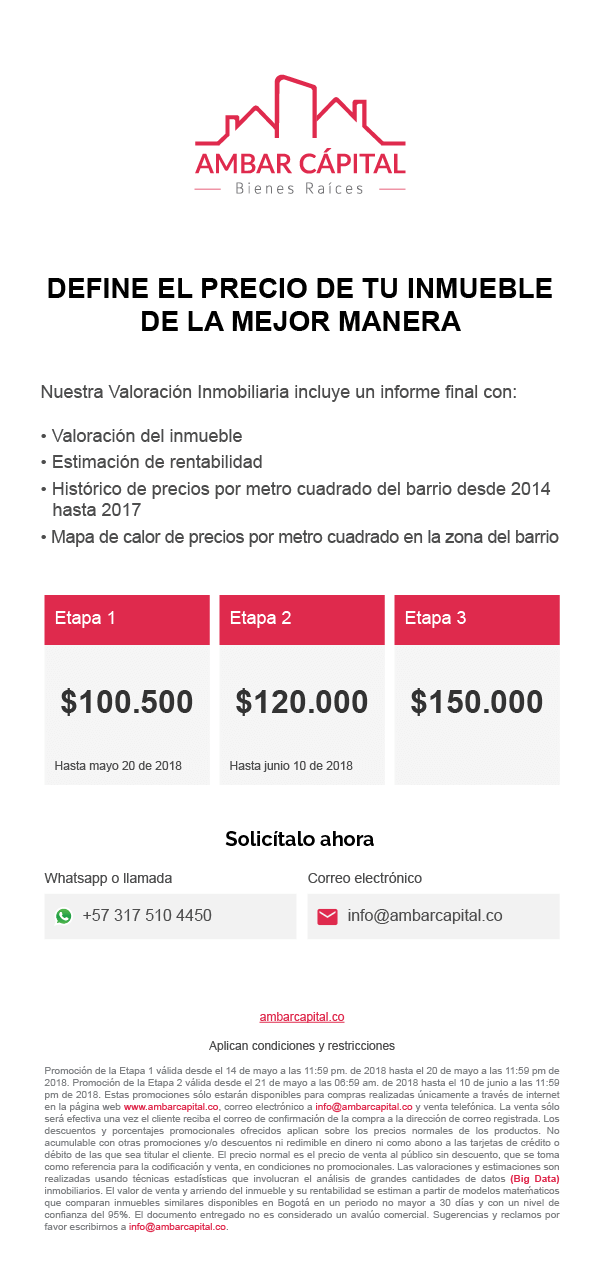 AMBAR CÁPITAL
Bienes Raíces
DEFINE EL PRECIO DE TU INMUEBLE
DE LA MEJOR MANERA
Nuestra Valoración Inmobiliaria incluye un informe final con:
• Valoración del inmueble
• Estimación de rentabilidad
• Histórico de precios por metro cuadrado del barrio desde 2014
hasta 2017
• Mapa de calor de precios por metro cuadrado en la zona del barrio
Etapa 1
$100.500
Hasta mayo 20 de 2018
Etapa 2
$120.000
Hasta junio 10 de 2018
Etapa 3
$150.000
Solicítalo ahora
Whatsapp o llamada
+57 317 510 4450
Correo electrónico
info@ambarcapital.co
ambarcapital.co
Aplican condiciones y restricciones
Promoción de la Etapa 1 válida desde el 14 de mayo a las 11:59 pm. de 2018 hasta el 20 de mayo a las 11:59 pm de
2018. Promoción de la Etapa 2 válida desde el 21 de mayo a las 06:59 am. de 2018 hasta el 10 de junio a las 11:59
pm de 2018. Estas promociones sólo estarán disponibles para compras realizadas únicamente a través de internet
en la página web www.ambarcapital.co, correo electrónico a info@ambarcapital.co y venta telefónica. La venta sólo
será efectiva una vez el cliente reciba el correo de confirmación de la compra a la dirección de correo registrada. Los
descuentos y porcentajes promocionales ofrecidos aplican sobre los precios normales de los productos. No
acumulable con otras promociones y/o descuentos ni redimible en dinero ni como abono a las tarjetas de crédito o
débito de las que sea titular el cliente. El precio normal es el precio de venta al público sin descuento, que se toma
como referencia para la codificación y venta, en condiciones no promocionales. Las valoraciones y estimaciones son
realizadas usando técnicas estadísticas que involucran el análisis de grandes cantidades de datos (Big Data)
inmobiliarios. El valor de venta y arriendo del inmueble y su rentabilidad se estiman a partir de modelos matemáticos
que comparan inmuebles similares disponibles en Bogotá en un periodo no mayor a 30 días y con un nivel de
confianza del 95%. El documento entregado no es considerado un avalúo comercial. Sugerencias y reclamos por
favor escribirnos a info@ambarcapital.co.